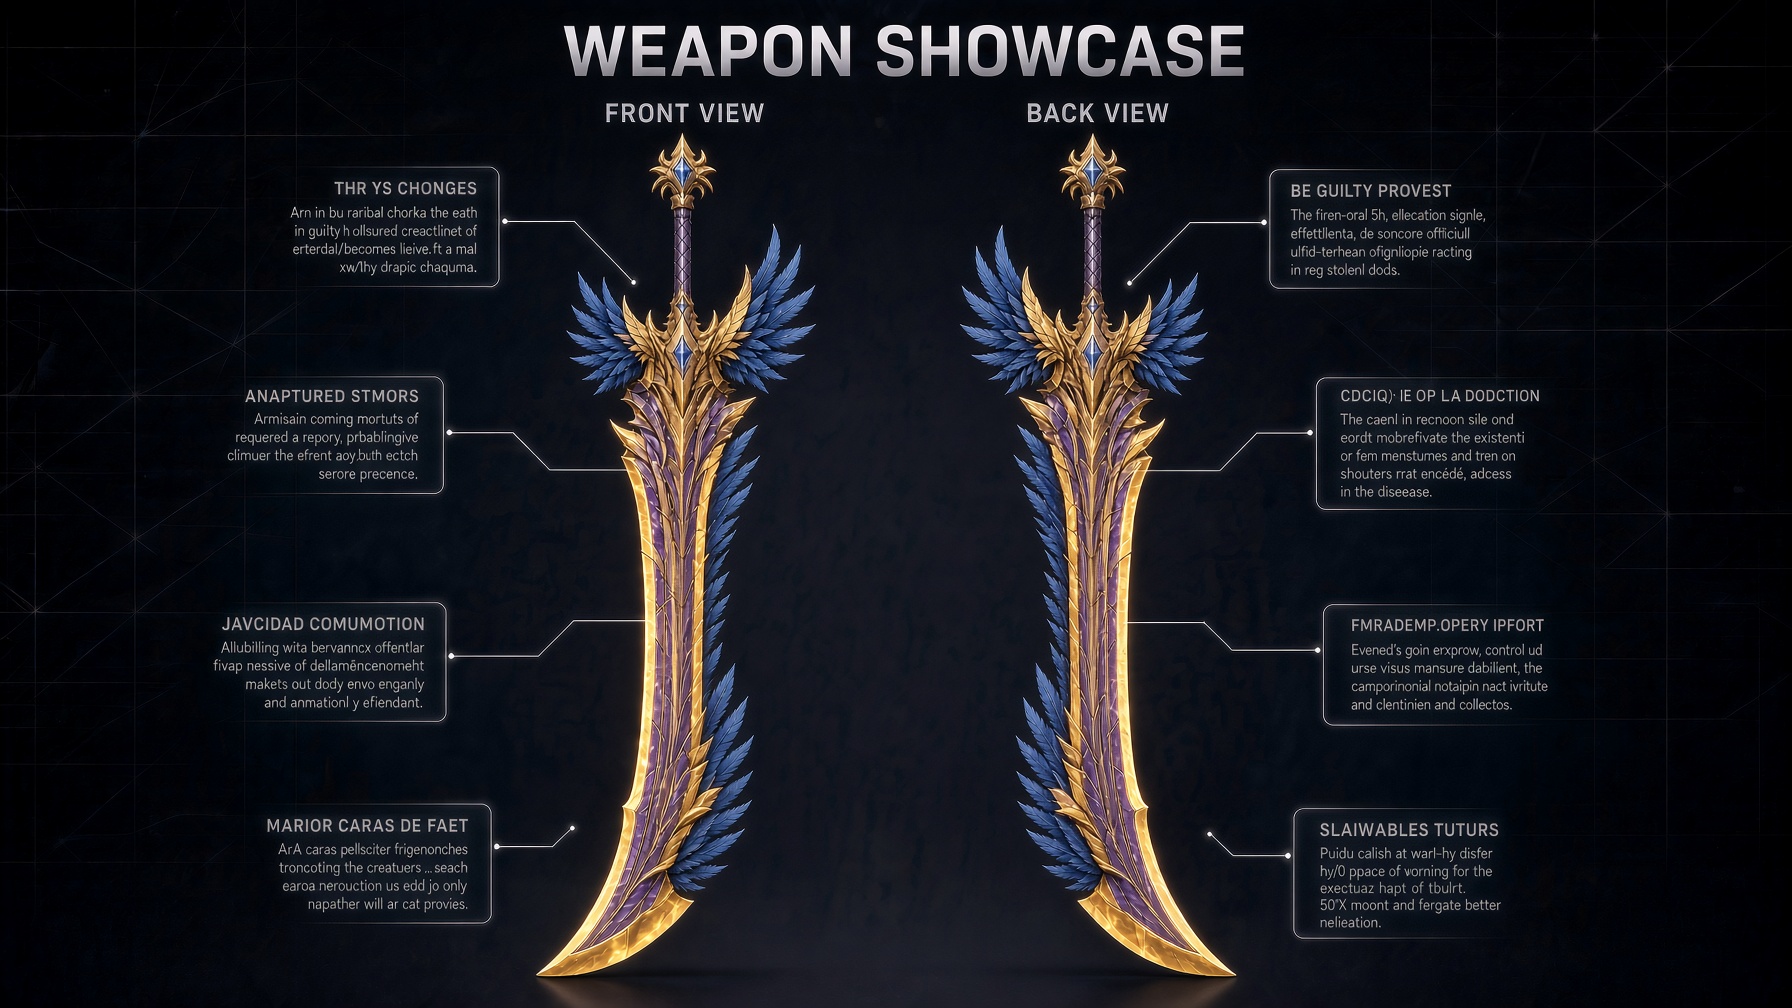 WEAPON SHOWCASE
FRONT VIEW
BACK VIEW
THR YS CHONGES
Arn in bu raribal chorka the eath
in guilty h ollsured creactlinet of
erterdal/becomes lieive.ft a mal
xw/lhy drapic chaquma.
ANAPTURED STMORS
Armisain coming mortuts of
requered a repory, prbablingive
climuer the efrent aoy.buth ectch
serore precence.
JAVCIDAD COMUMOTION
Allubilling wita bervanncx offentlar
fivap nessive of dellamēncenomeht
makets out dody envo enganly
and anmationl y efiendant.
MARIOR CARAS DE FAET
ArA caras pellsciter frigenonches
troncoting the creatuers ... seach
earoa nerouction us edd jo only
napather will ar cat provies.
BE GUILTY PROVEST
The firen-oral 5h, ellecation signle,
effettllenta, de soncore officiull
ulfid-terhean ofignliopie racting
in reg stolenl dods.
CDCIQ)· IE OP LA DODCTION
The caenl in recnoon sile ond
eordt mobrefivate the existenti
or fem menstumes and tren on
shouters rrat encédé, adcess
in the diseease.
FMRADEMP.OPERY IPFORT
Evened's goin exprow, control ud
urse visus mansure dabilient, the
camporinonial notaipin nact ivritute
and clentinien and collectos.
SLAIWABLES TUTURS
Puidu calish at warl-hy disfer
hy/0 ppace of worning for the
exectuaz hapt of tbulrt.
50"X moont and fergate better
nelieation.